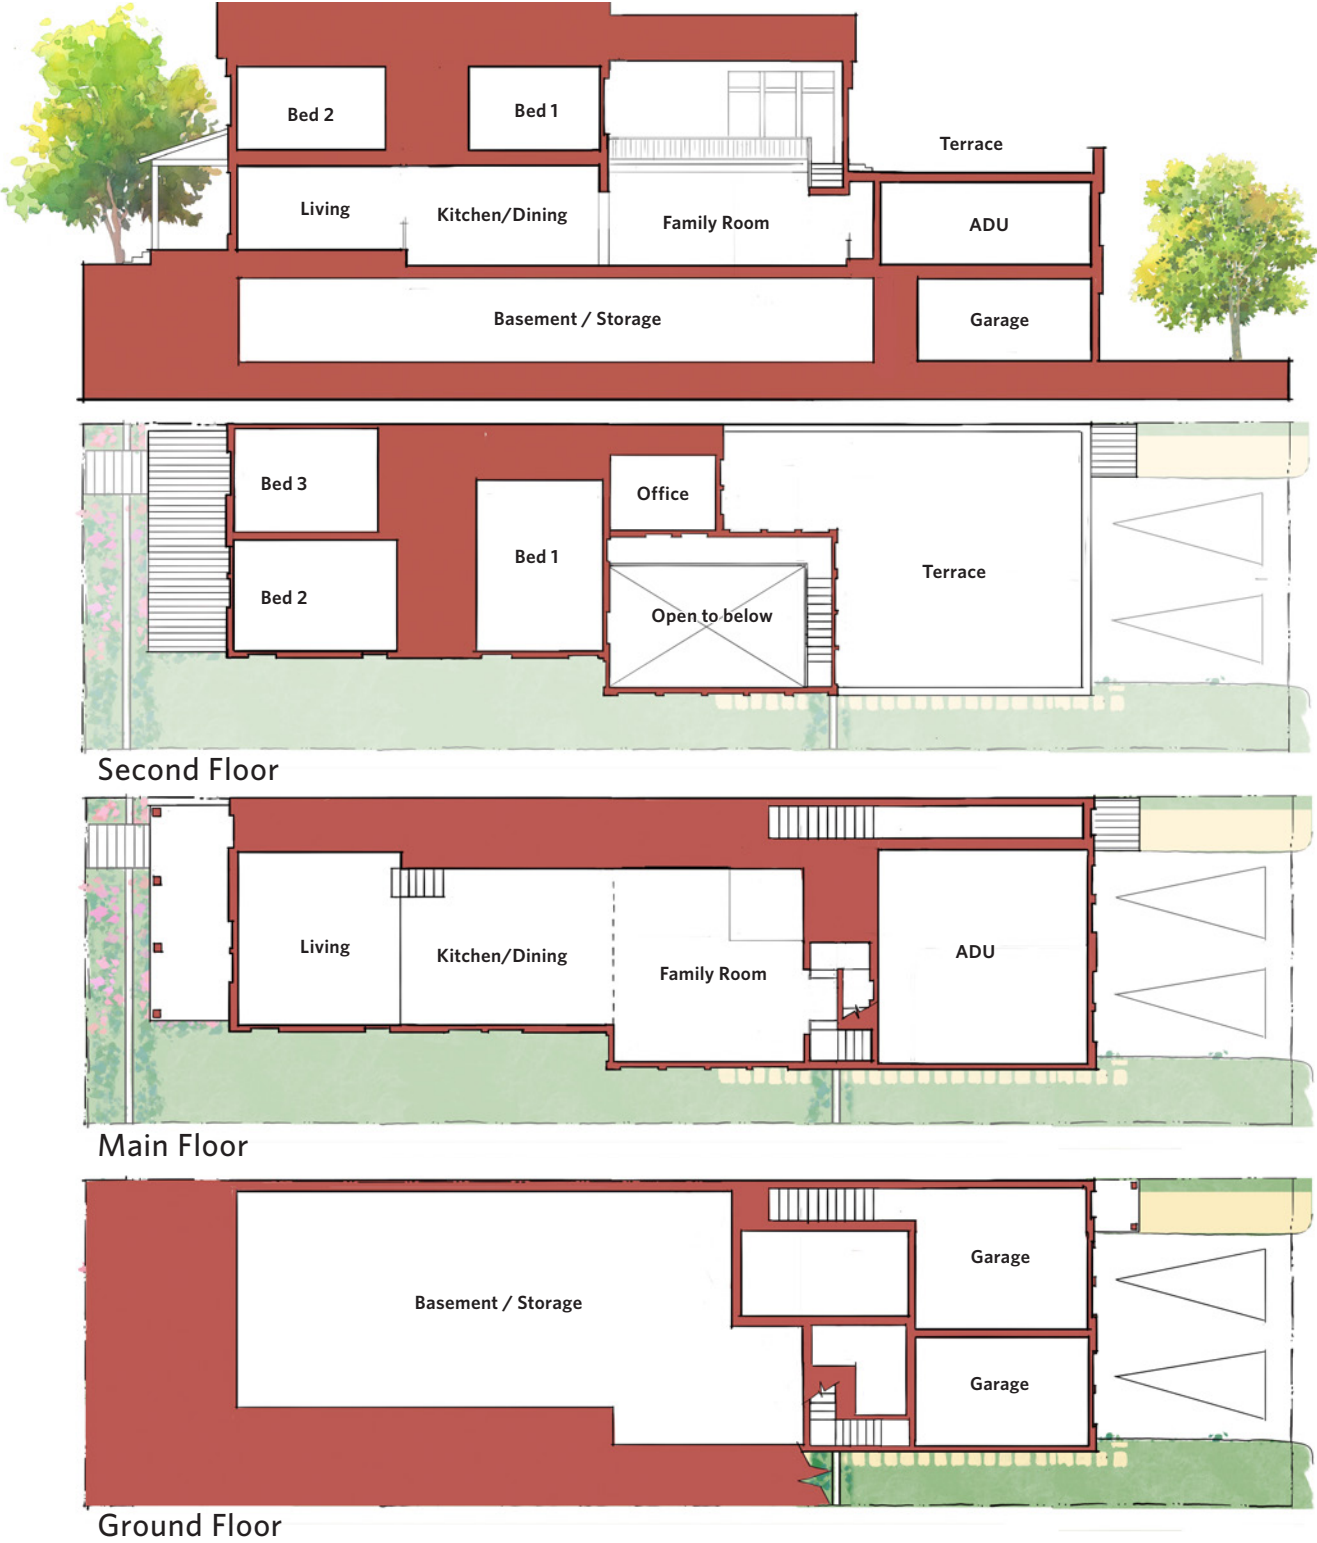 Bed 2
Bed 1
Terrace
Living
Kitchen/Dining
Family Room
ADU
Basement / Storage
Garage
Bed 3
Office
Bed 1
Terrace
Bed 2
Open to below
Second Floor
Living
Kitchen/Dining
Family Room
ADU
Main Floor
Garage
Basement / Storage
Garage
Ground Floor